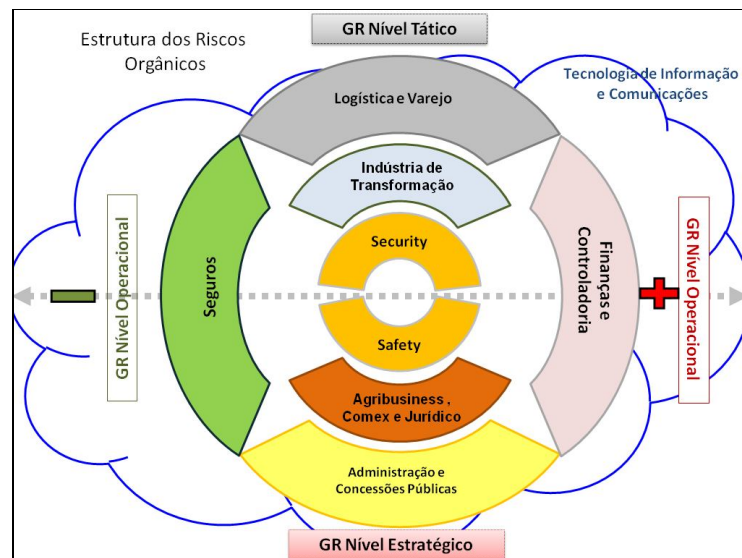 GR Nível Tático
Estrutura dos Riscos
Orgânicos
Tecnologia de Informação
e Comunicações
Logística e Varejo
Indústria de
Transformação
Security
GR Nível Operacional
Seguros
Finanças e
Controladoria
GR Nível Operacional
Safety
Agribusiness ,
Comex e Jurídico
Administração e
Concessões Públicas
GR Nível Estratégico